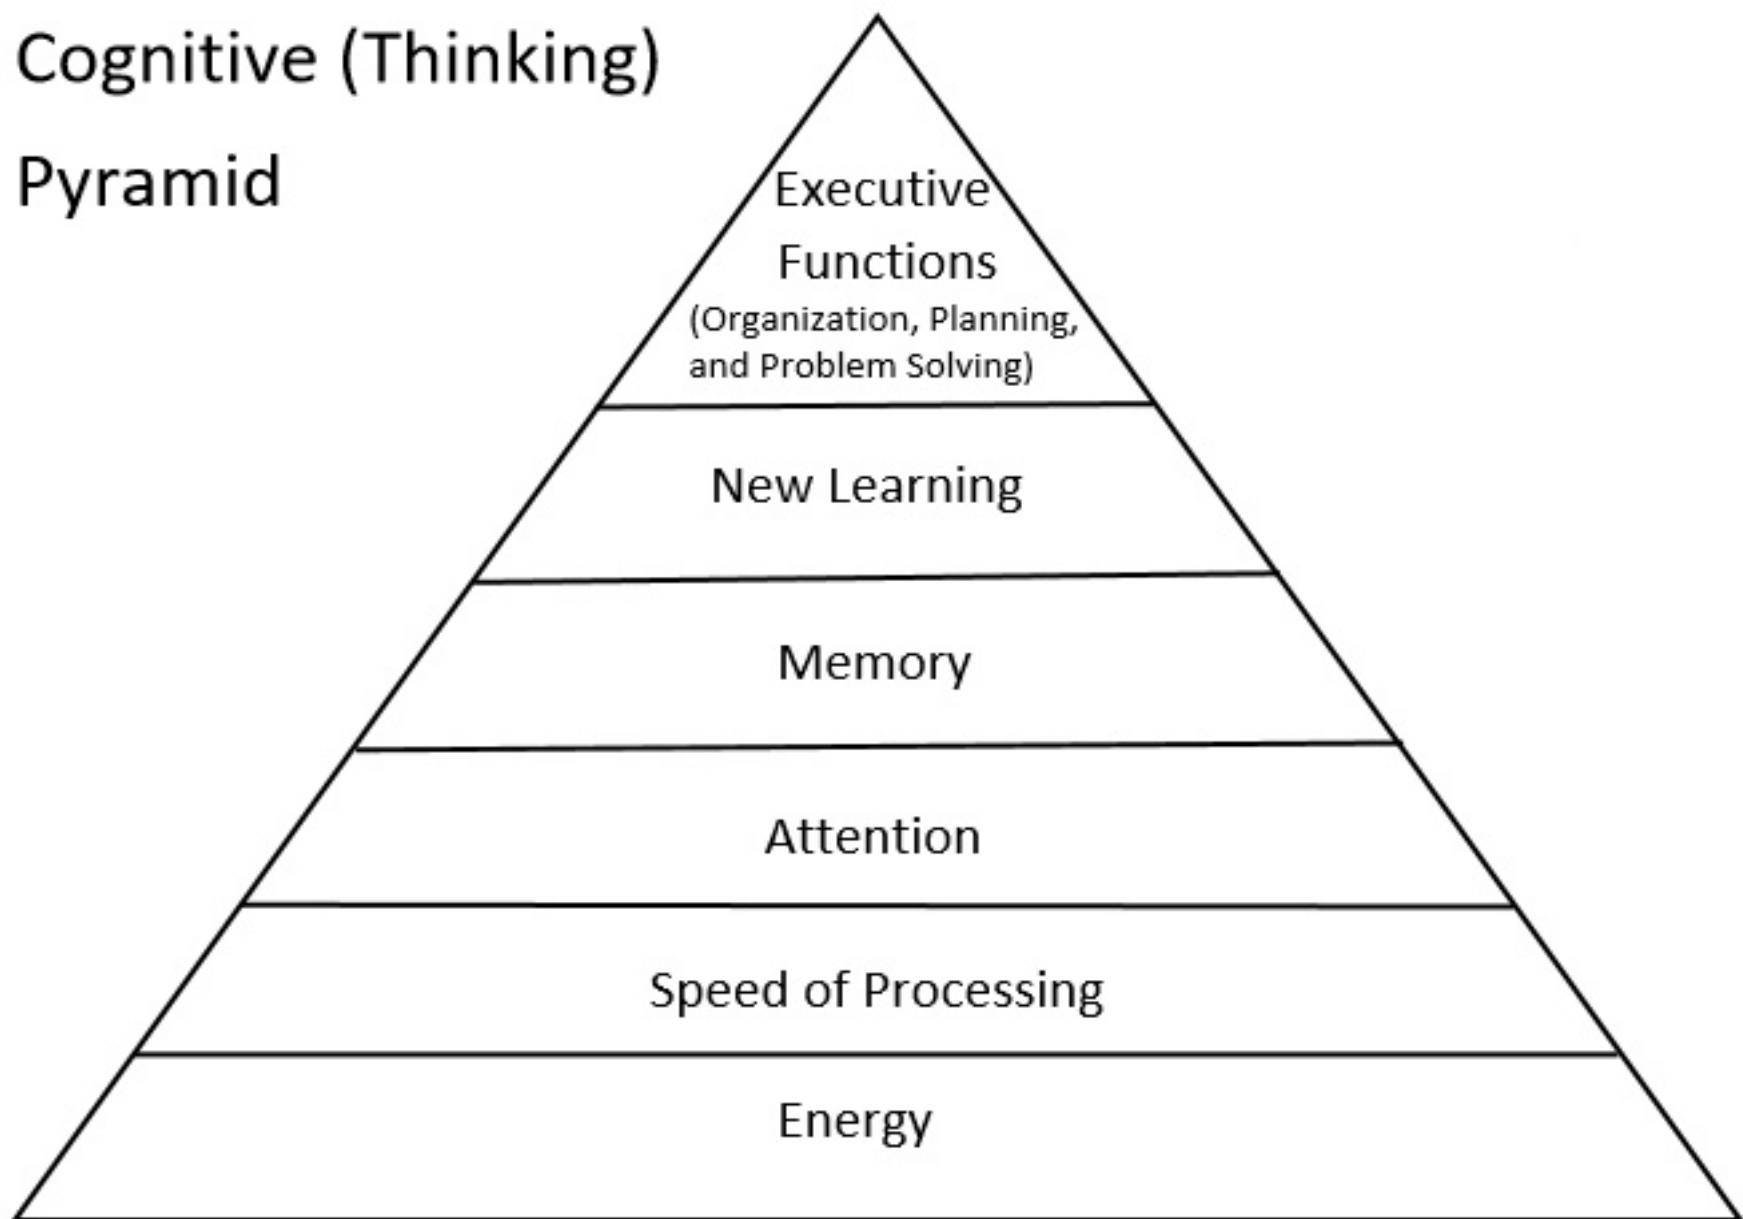 Cognitive (Thinking)
Pyramid
Executive
Functions
(Organization, Planning,
and Problem Solving)
New Learning
Memory
Attention
Speed of Processing
Energy